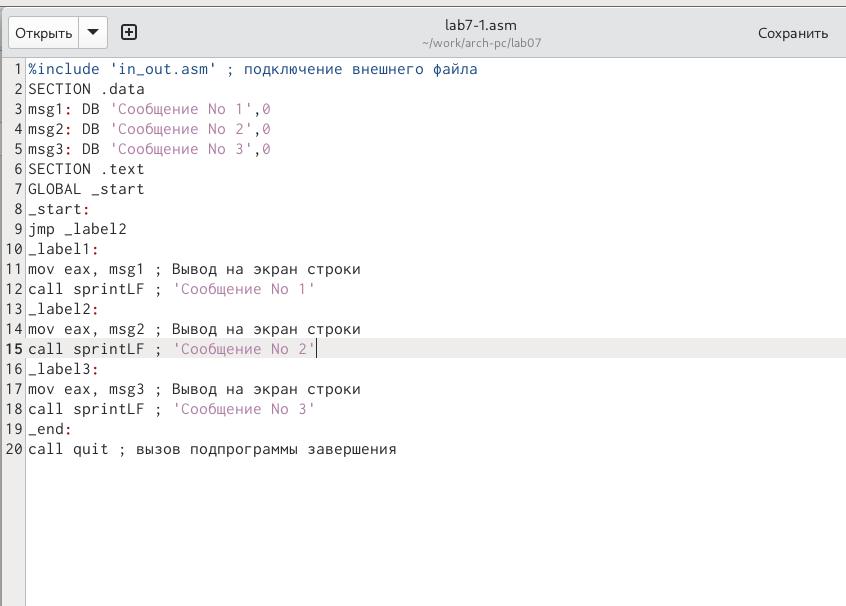 Открыть
lab7-1.asm
~/work/arch-pc/lab07
Сохранить
1 %include 'in_out.asm' ; подключение внешнего файла
2 SECTION .data
3 msg1: DB 'Сообщение No 1',0
4 msg2: DB 'Сообщение No 2',0
5 msg3: DB 'Сообщение No 3',0
6 SECTION .text
7 GLOBAL _start
8 _start:
9 jmp _label2
10 _label1:
11 mov eax, msg1 ; Вывод на экран строки
12 call sprintLF ; 'Сообщение No 1'
13 _label2:
14 mov eax, msg2 ; Вывод на экран строки
15 call sprintLF ; 'Сообщение No 2'
16 _label3:
17 mov eax, msg3 ; Вывод на экран строки
18 call sprintLF ; 'Сообщение No 3'
19 _end:
20 call quit ; вызов подпрограммы завершения